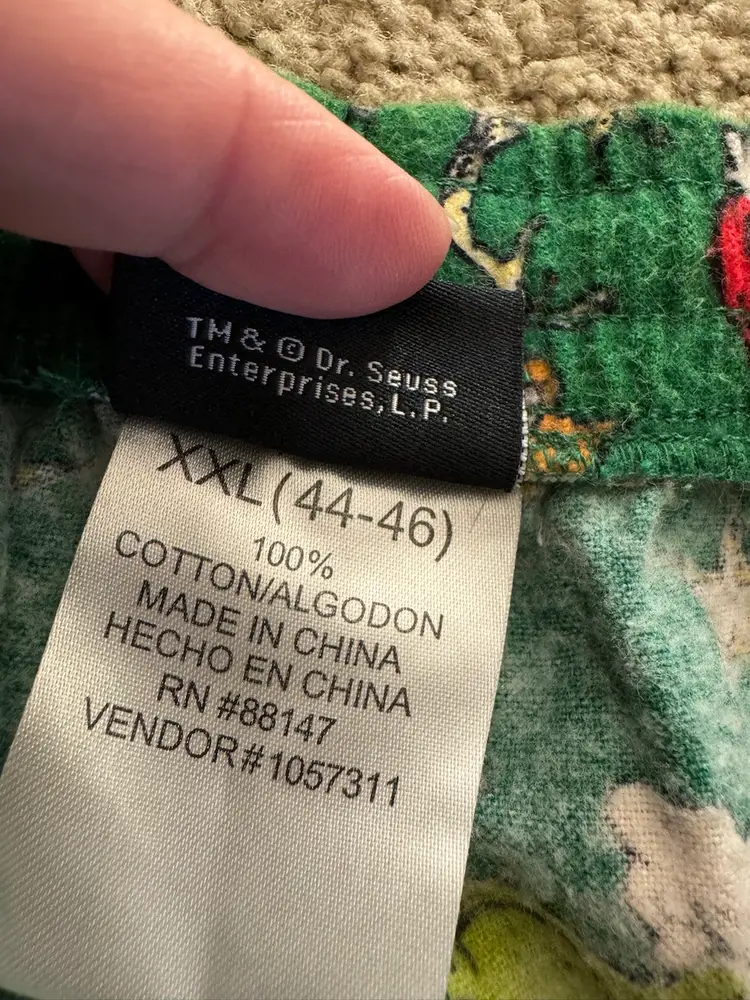 TM & © Dr. Seuss
Enterprises, L.P.
XXL (44-46)
100%
COTTON/ALGODON
MADE IN CHINA
HECHO EN CHINA
RN #88147
VENDOR#1057311